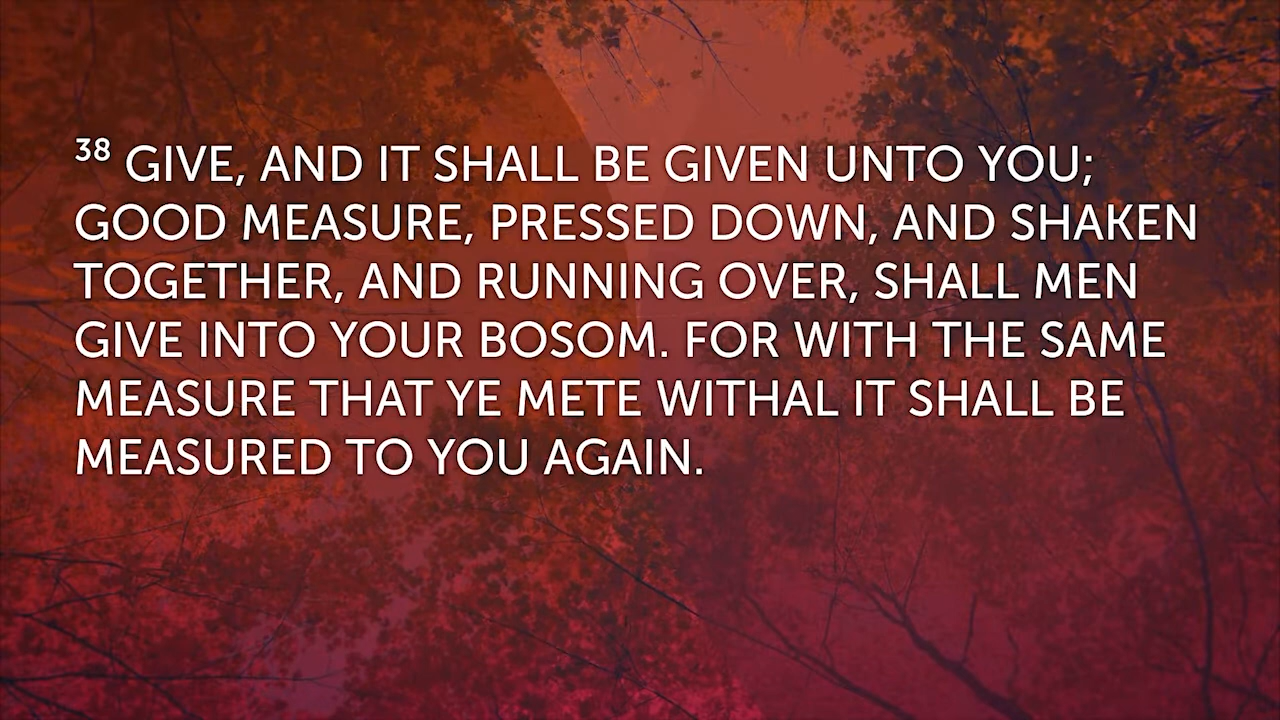 38 GIVE, AND IT SHALL BE GIVEN UNTO YOU;
GOOD MEASURE, PRESSED DOWN, AND SHAKEN
TOGETHER, AND RUNNING OVER, SHALL MEN
GIVE INTO YOUR BOSOM. FOR WITH THE SAME
MEASURE THAT YE METE WITHAL IT SHALL BE
MEASURED TO YOU AGAIN.